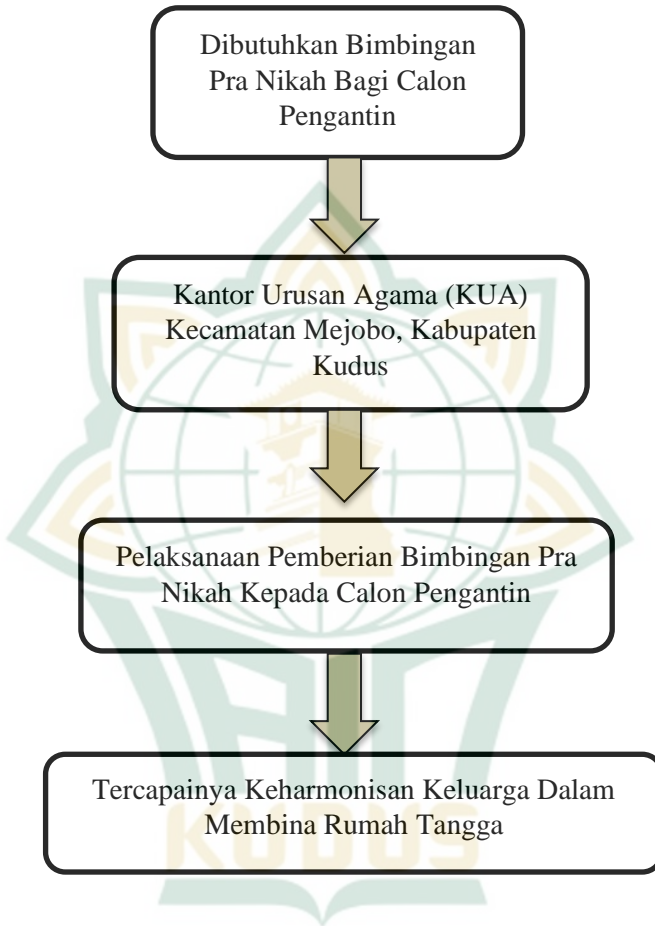 Dibutuhkan Bimbingan
Pra Nikah Bagi Calon
Pengantin
Kantor Urusan Agama (KUA)
Kecamatan Mejobo, Kabupaten
Kudus
Pelaksanaan Pemberian Bimbingan Pra
Nikah Kepada Calon Pengantin
Tercapainya Keharmonisan Keluarga Dalam
Membina Rumah Tangga
KUDUS